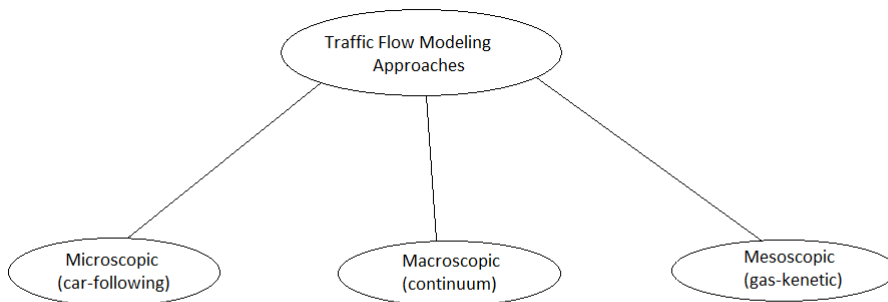 Traffic Flow Modeling
Approaches
Microscopic
(car-following)
Macroscopic
(continuum)
Mesoscopic
(gas-kenetic)